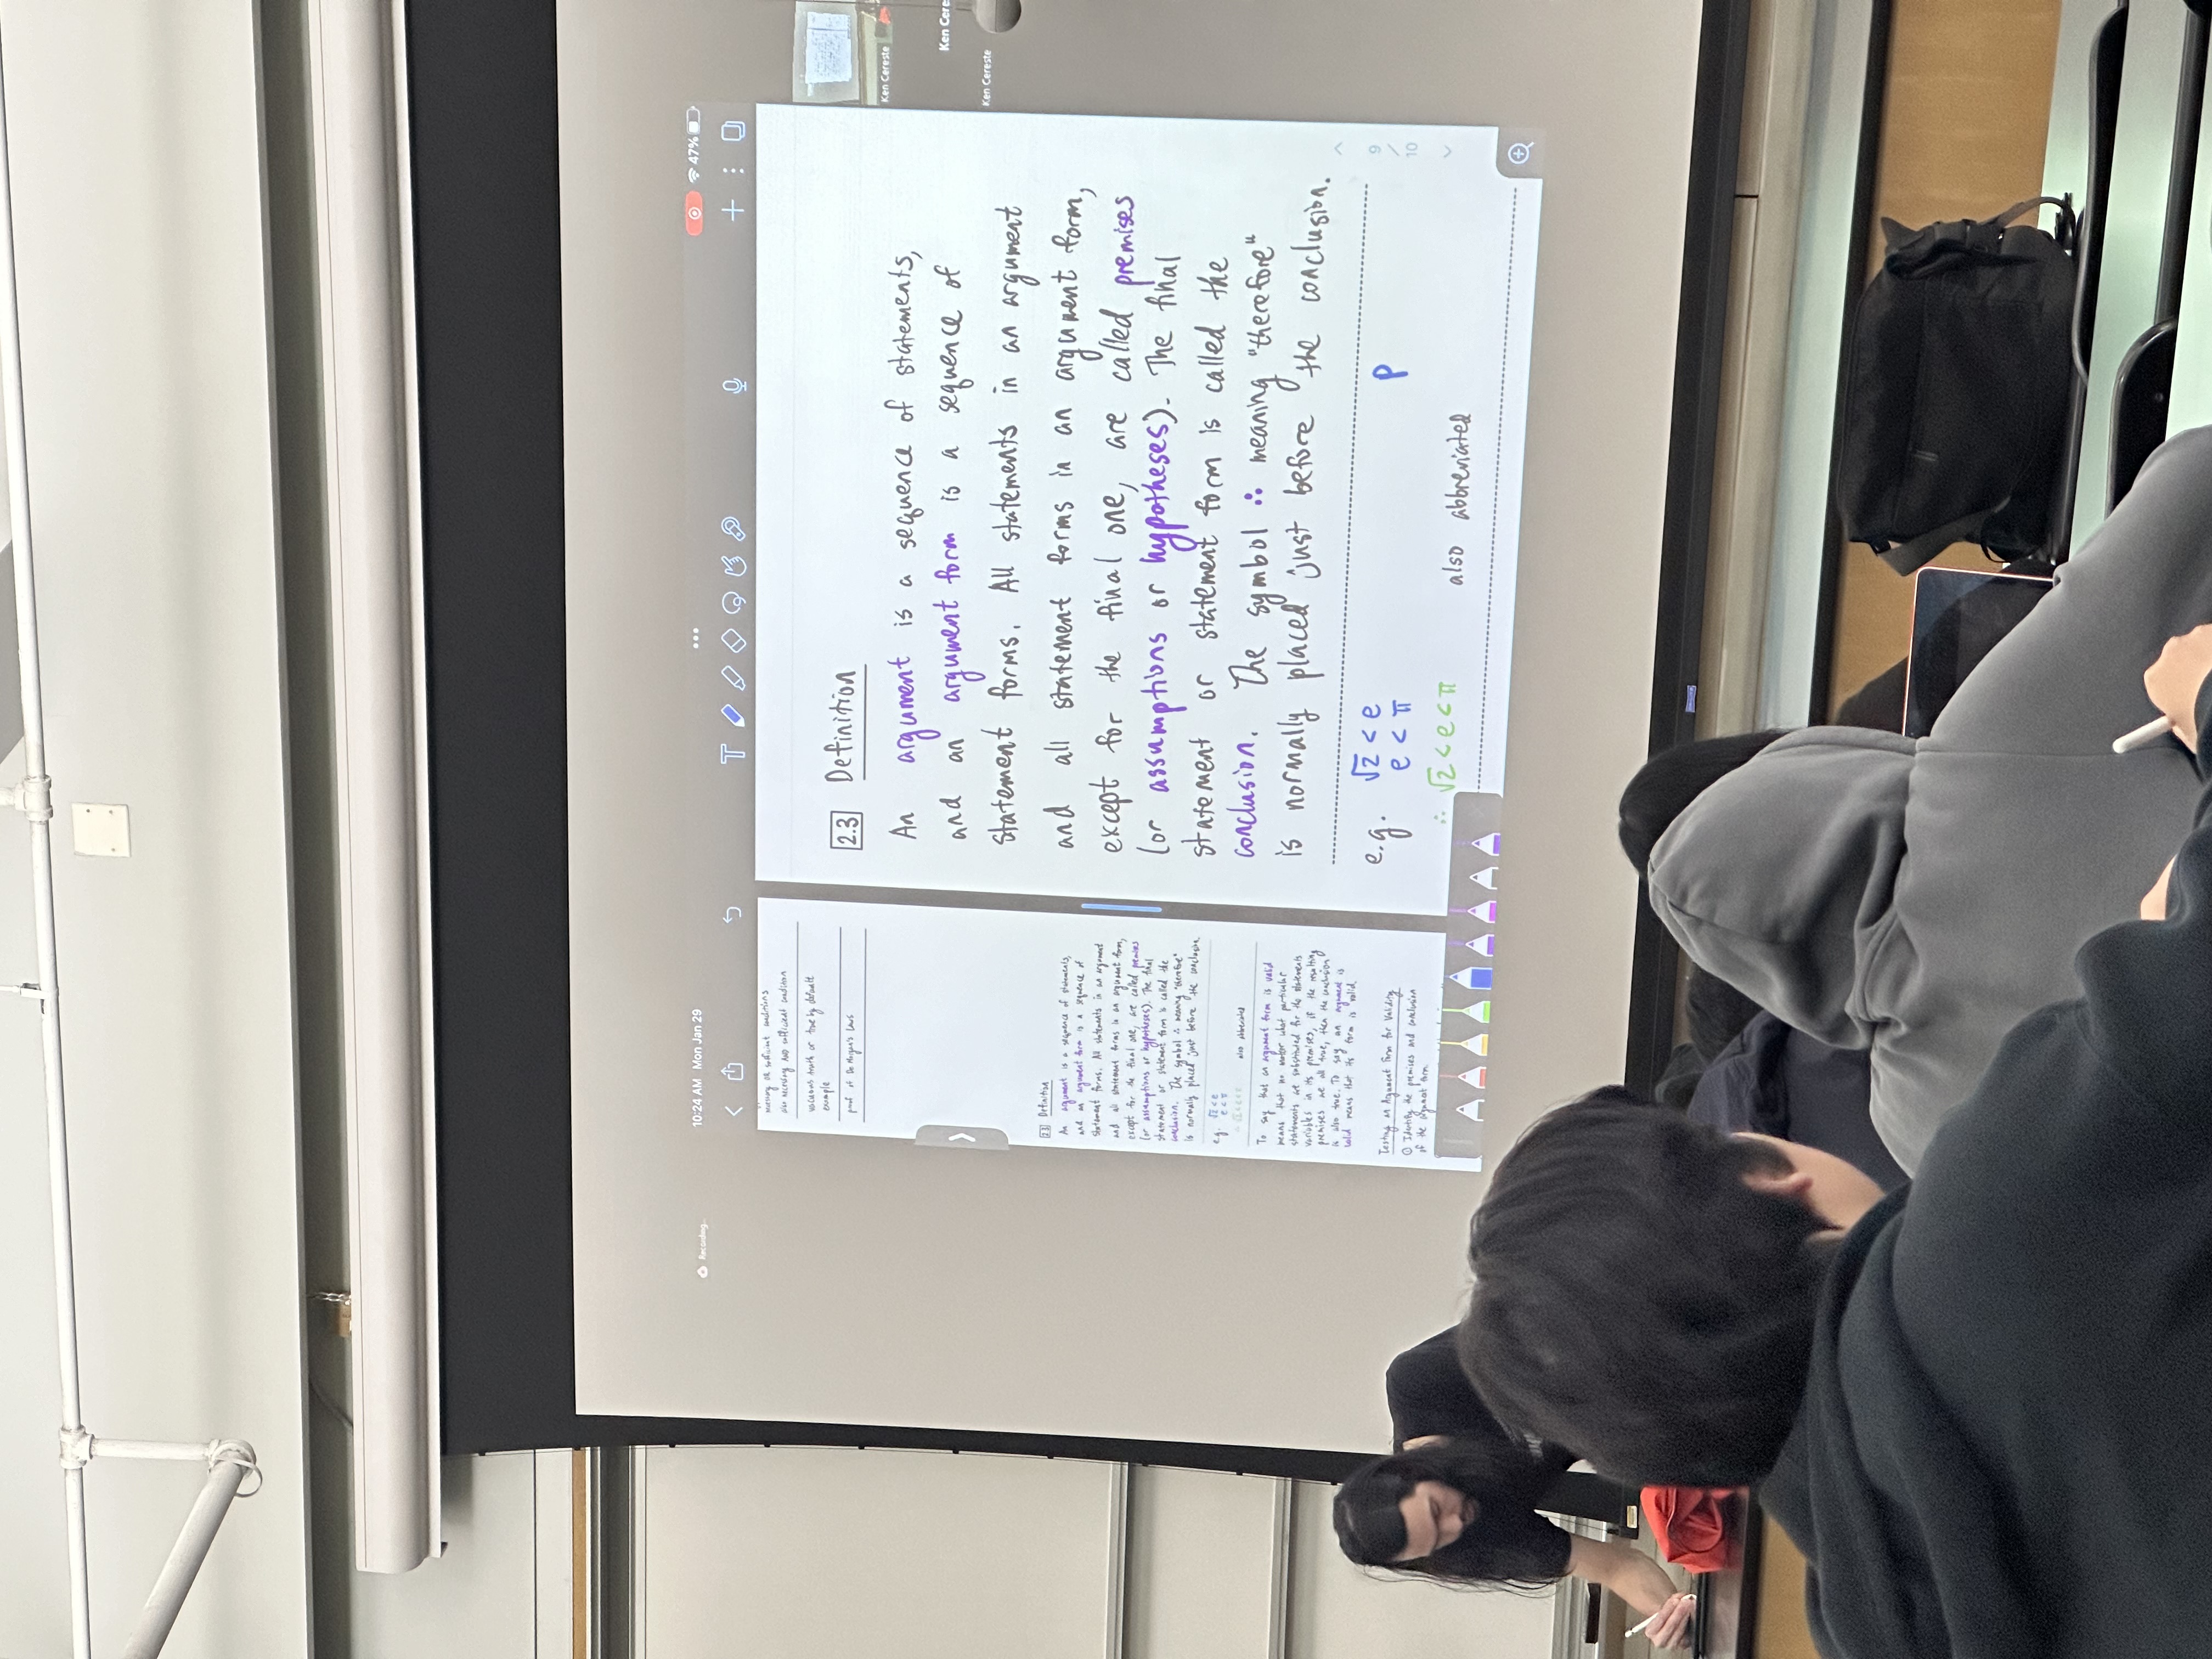 Recording...
10:24 AM Mon Jan 29
47%
T
necessary OR sufficient conditions
also necessary AND sufficient condition
vacuous truth or true by default
example
proof of De Morgan's Laws
2.3 Definition
An argument is a sequence of statements,
and an argument form is a sequence of
statement forms. All statements in an argument
and all statement forms in an argument form,
except for the final one, are called premises
(or assumptions or hypotheses). The final
statement or statement form is called the
conclusion. The symbol ∴ meaning "therefore"
is normally placed just before the conclusion.
e.g. √2 < e
e < π
∴ √2 < e < π
also abbreviated
To say that an argument form is valid
means that no matter what particular
statements are substituted for the statements
variables in its premises, if the resulting
premises are all true, then the conclusion
is also true. To say an argument is
valid means that its form is valid.
Testing an Argument Form for Validity
① Identify the premises and conclusion
of the argument form.
2.3 Definition
An argument is a sequence of statements,
and an argument form is a sequence of
statement forms. All statements in an argument
and all statement forms in an argument form,
except for the final one, are called premises
(or assumptions or hypotheses). The final
statement or statement form is called the
conclusion. The symbol ∴ meaning "therefore"
is normally placed just before the conclusion.
e.g. √2 < e
e < π
∴ √2 < e < π
P
also abbreviated
9
/
10
Ken Cereste
Ken Cere
Ken Cereste